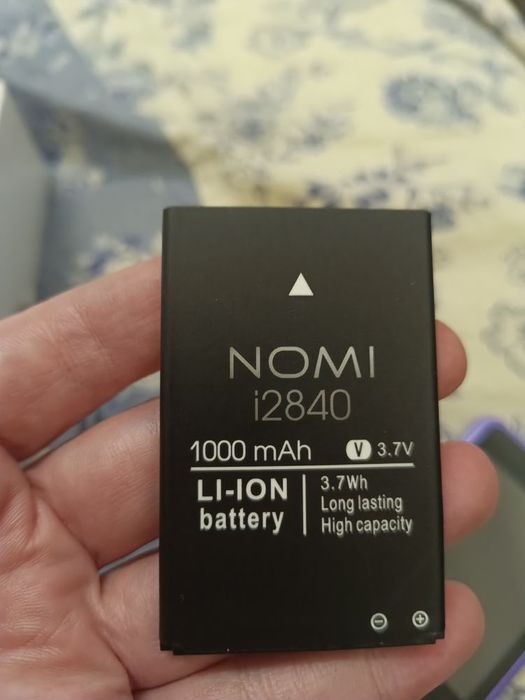 NOMI
i2840
1000 mAh V 3.7V
LI-ION
battery
3.7Wh
Long lasting
High capacity
- +